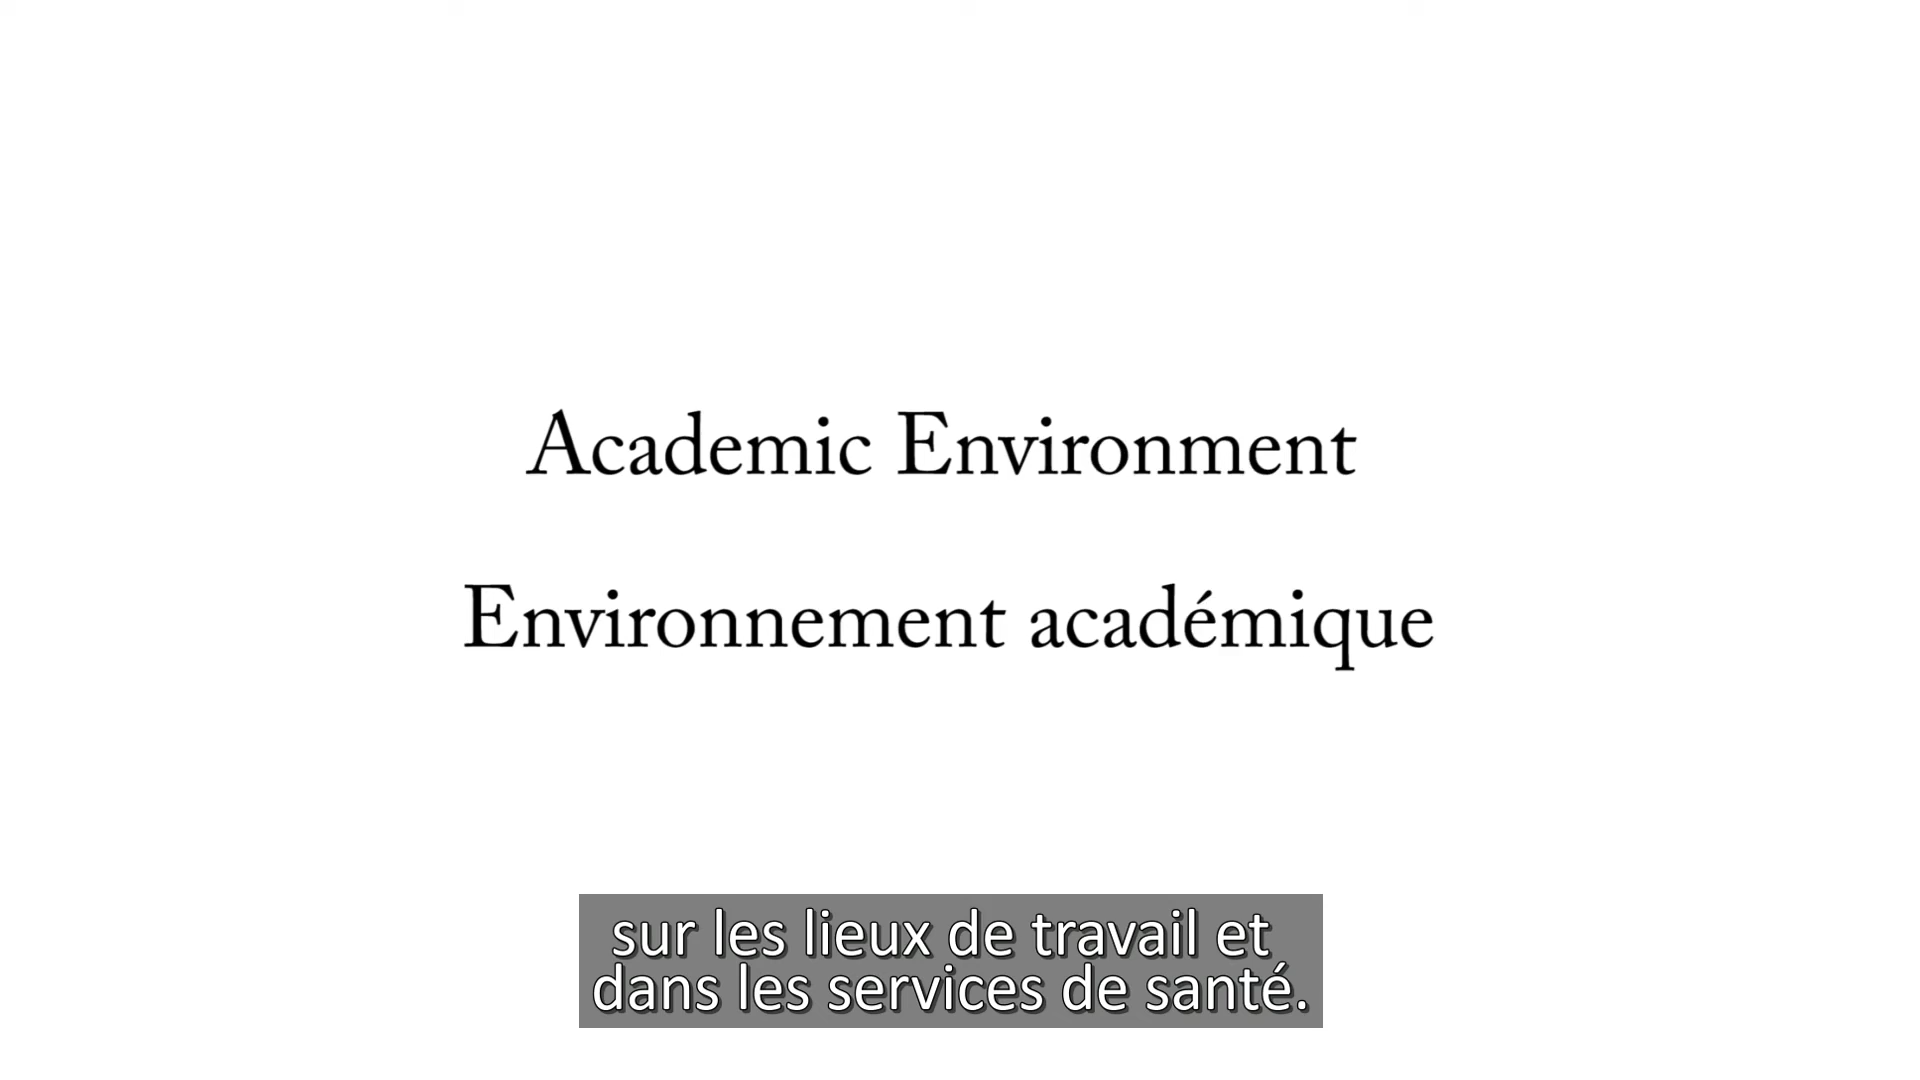 Academic Environment
Environnement académique
sur les lieux de travail et
dans les services de santé.